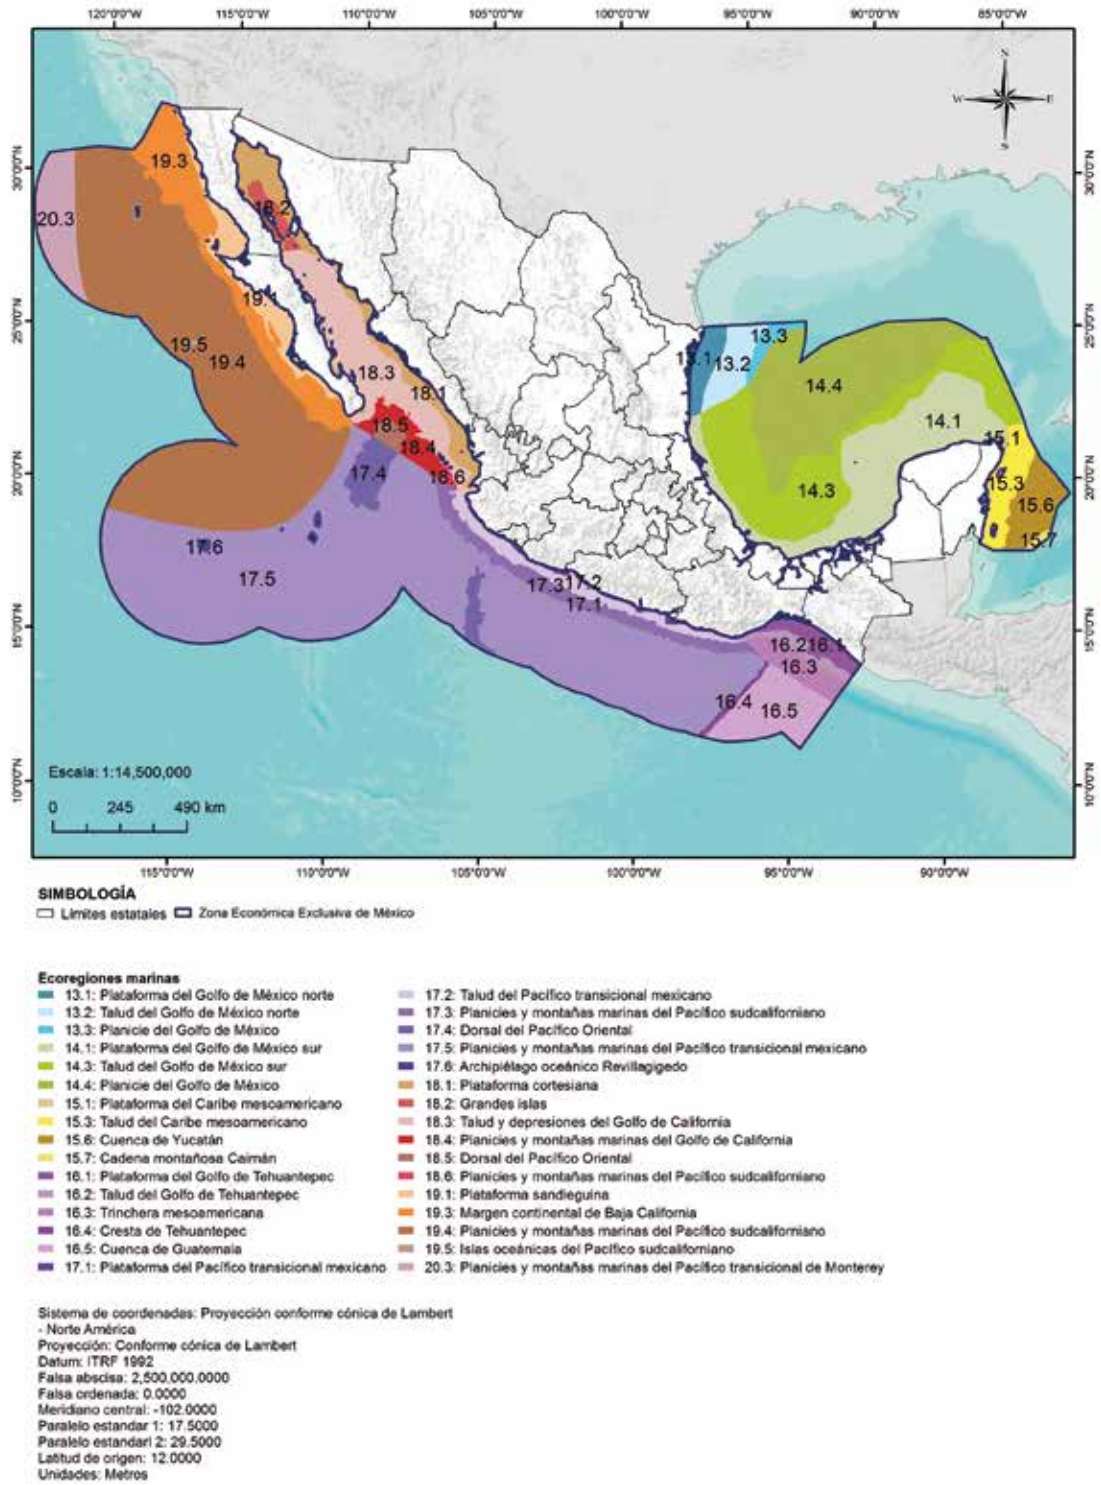 120°0'0"W 115°0'0"W 110°0'0"W 105°0'0"W 100°0'0"W 95°0'0"W 90°0'0"W 85°0'0"W
N
W E
S
30°0'0"N 30°0'0"N
25°0'0"N 25°0'0"N
20°0'0"N 20°0'0"N
15°0'0"N 15°0'0"N
10°0'0"N 10°0'0"N
19.3
18.2
20.3
19.1
19.5
19.4
18.3
18.1
18.5
18.4
18.6
17.4
17.6
17.5
17.3
17.2
17.1
13.1
13.2
13.3
14.4
14.1
14.3
15.1
15.3
15.6
15.7
16.2
16.1
16.3
16.4
16.5
Escala: 1:14,500,000
0 245 490 km
115°0'0"W 110°0'0"W 105°0'0"W 100°0'0"W 95°0'0"W 90°0'0"W
SIMBOLOGÍA
Límites estatales Zona Económica Exclusiva de México
Ecoregiones marinas
13.1: Plataforma del Golfo de México norte
13.2: Talud del Golfo de México norte
13.3: Planicie del Golfo de México
14.1: Plataforma del Golfo de México sur
14.3: Talud del Golfo de México sur
14.4: Planicie del Golfo de México
15.1: Plataforma del Caribe mesoamericano
15.3: Talud del Caribe mesoamericano
15.6: Cuenca de Yucatán
15.7: Cadena montañosa Caimán
16.1: Plataforma del Golfo de Tehuantepec
16.2: Talud del Golfo de Tehuantepec
16.3: Trinchera mesoamericana
16.4: Cresta de Tehuantepec
16.5: Cuenca de Guatemala
17.1: Plataforma del Pacífico transicional mexicano
17.2: Talud del Pacífico transicional mexicano
17.3: Planicies y montañas marinas del Pacífico sudcaliforniano
17.4: Dorsal del Pacífico Oriental
17.5: Planicies y montañas marinas del Pacífico transicional mexicano
17.6: Archipiélago oceánico Revillagigedo
18.1: Plataforma cortesiana
18.2: Grandes islas
18.3: Talud y depresiones del Golfo de California
18.4: Planicies y montañas marinas del Golfo de California
18.5: Dorsal del Pacífico Oriental
18.6: Planicies y montañas marinas del Pacífico sudcaliforniano
19.1: Plataforma sandieguina
19.3: Margen continental de Baja California
19.4: Planicies y montañas marinas del Pacífico sudcaliforniano
19.5: Islas oceánicas del Pacífico sudcaliforniano
20.3: Planicies y montañas marinas del Pacífico transicional de Monterey
Sistema de coordenadas: Proyección conforme cónica de Lambert
- Norte América
Proyección: Conforme cónica de Lambert
Datum: ITRF 1992
Falsa abscisa: 2,500,000.0000
Falsa ordenada: 0.0000
Meridiano central: -102.0000
Paralelo estandar 1: 17.5000
Paralelo estandarl 2: 29.5000
Latitud de origen: 12.0000
Unidades: Metros